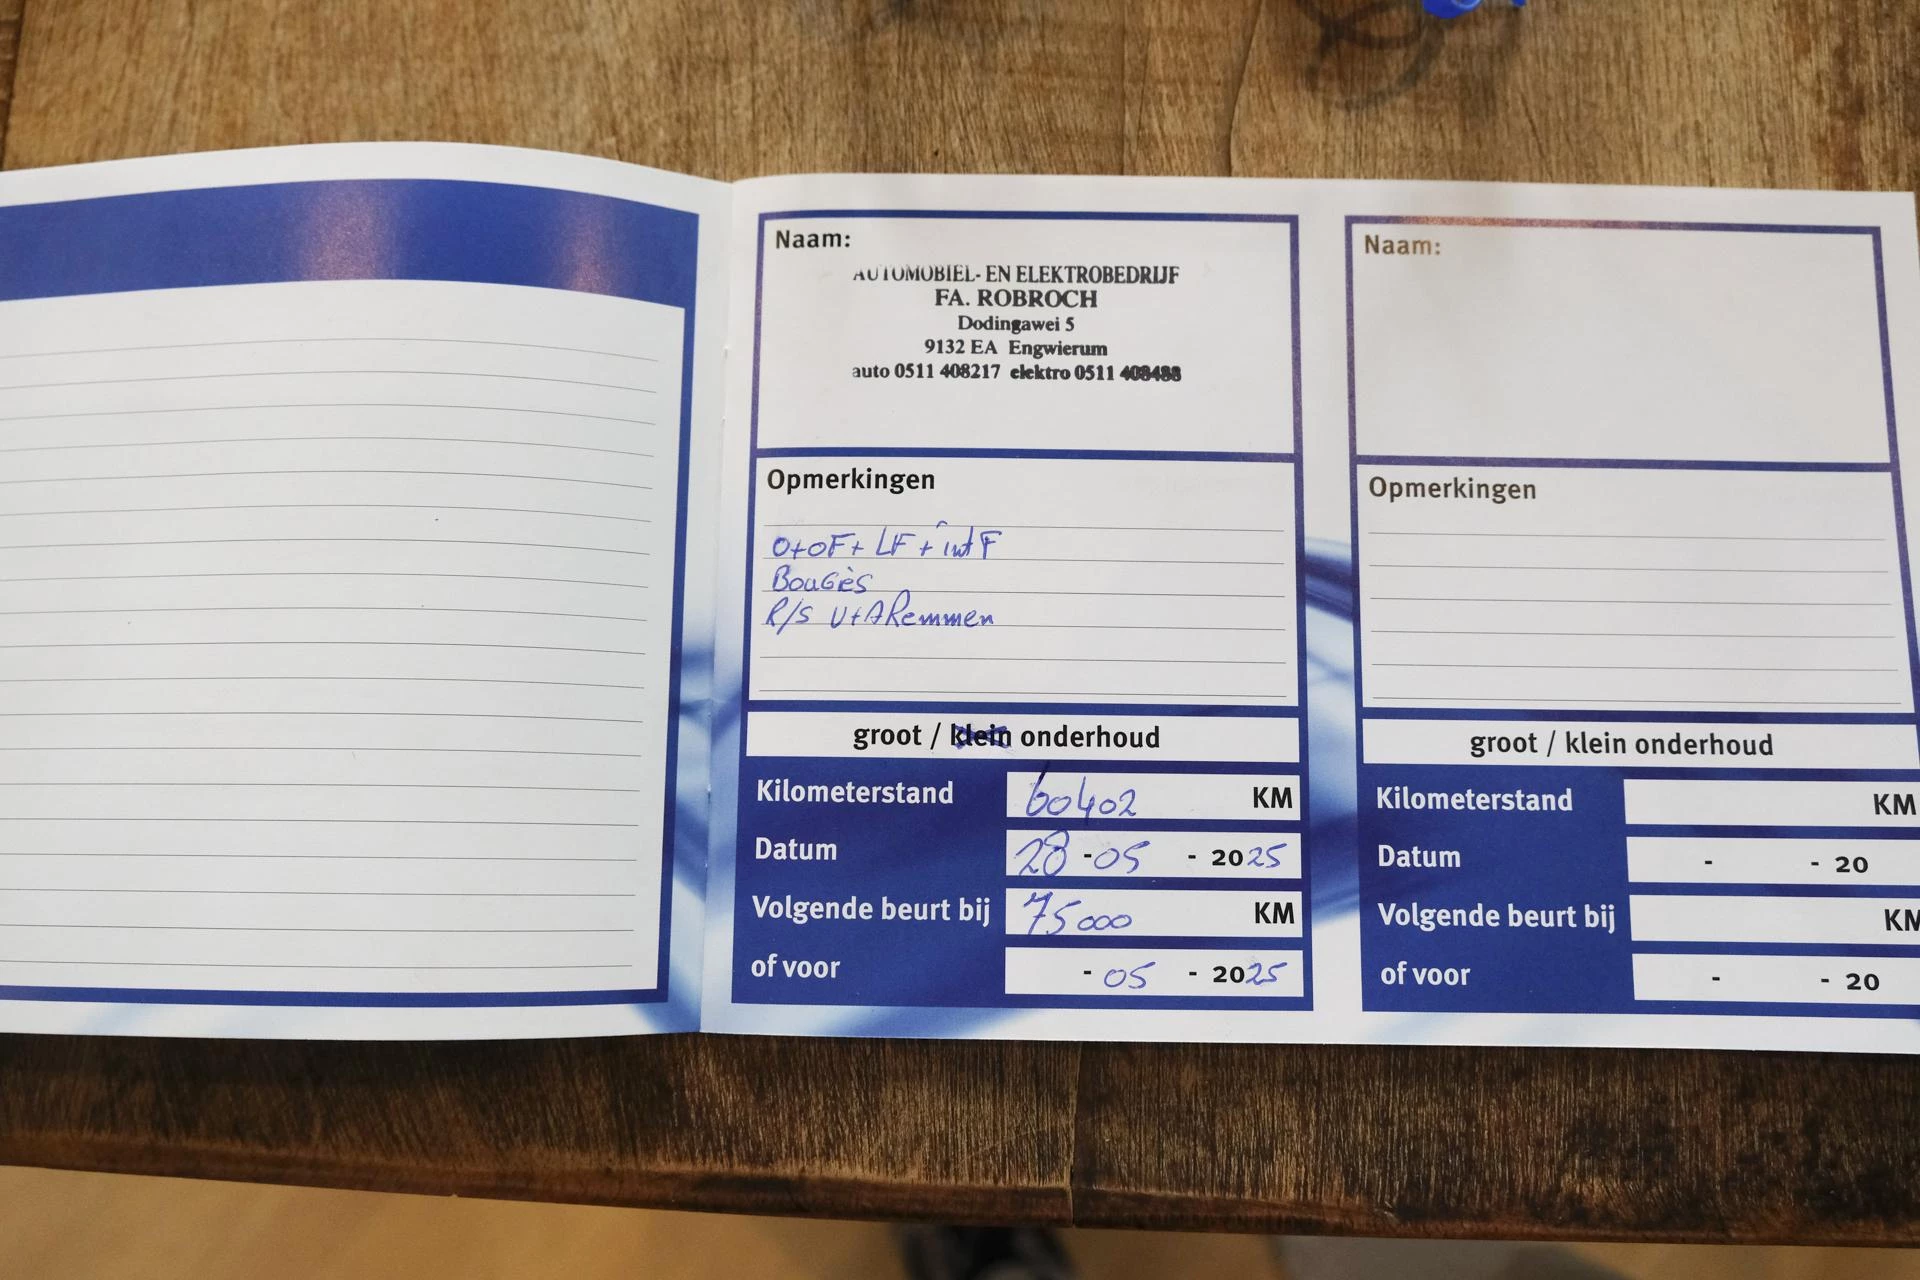 Naam:
AUTOMOBIEL- EN ELEKTROBEDRIJF
FA. ROBROCH
Dodingawei 5
9132 EA Engwierum
auto 0511 408217 elektro 0511 408488
Opmerkingen
O+OF+ LF + int F
Bougès
R/S V+A Remmen
groot / klein onderhoud
Kilometerstand 60402 KM
Datum 28 - 05 - 2025
Volgende beurt bij 75000 KM
of voor - 05 - 2025
Naam:
Opmerkingen
groot / klein onderhoud
Kilometerstand KM
Datum - - 20
Volgende beurt bij KM
of voor - - 20